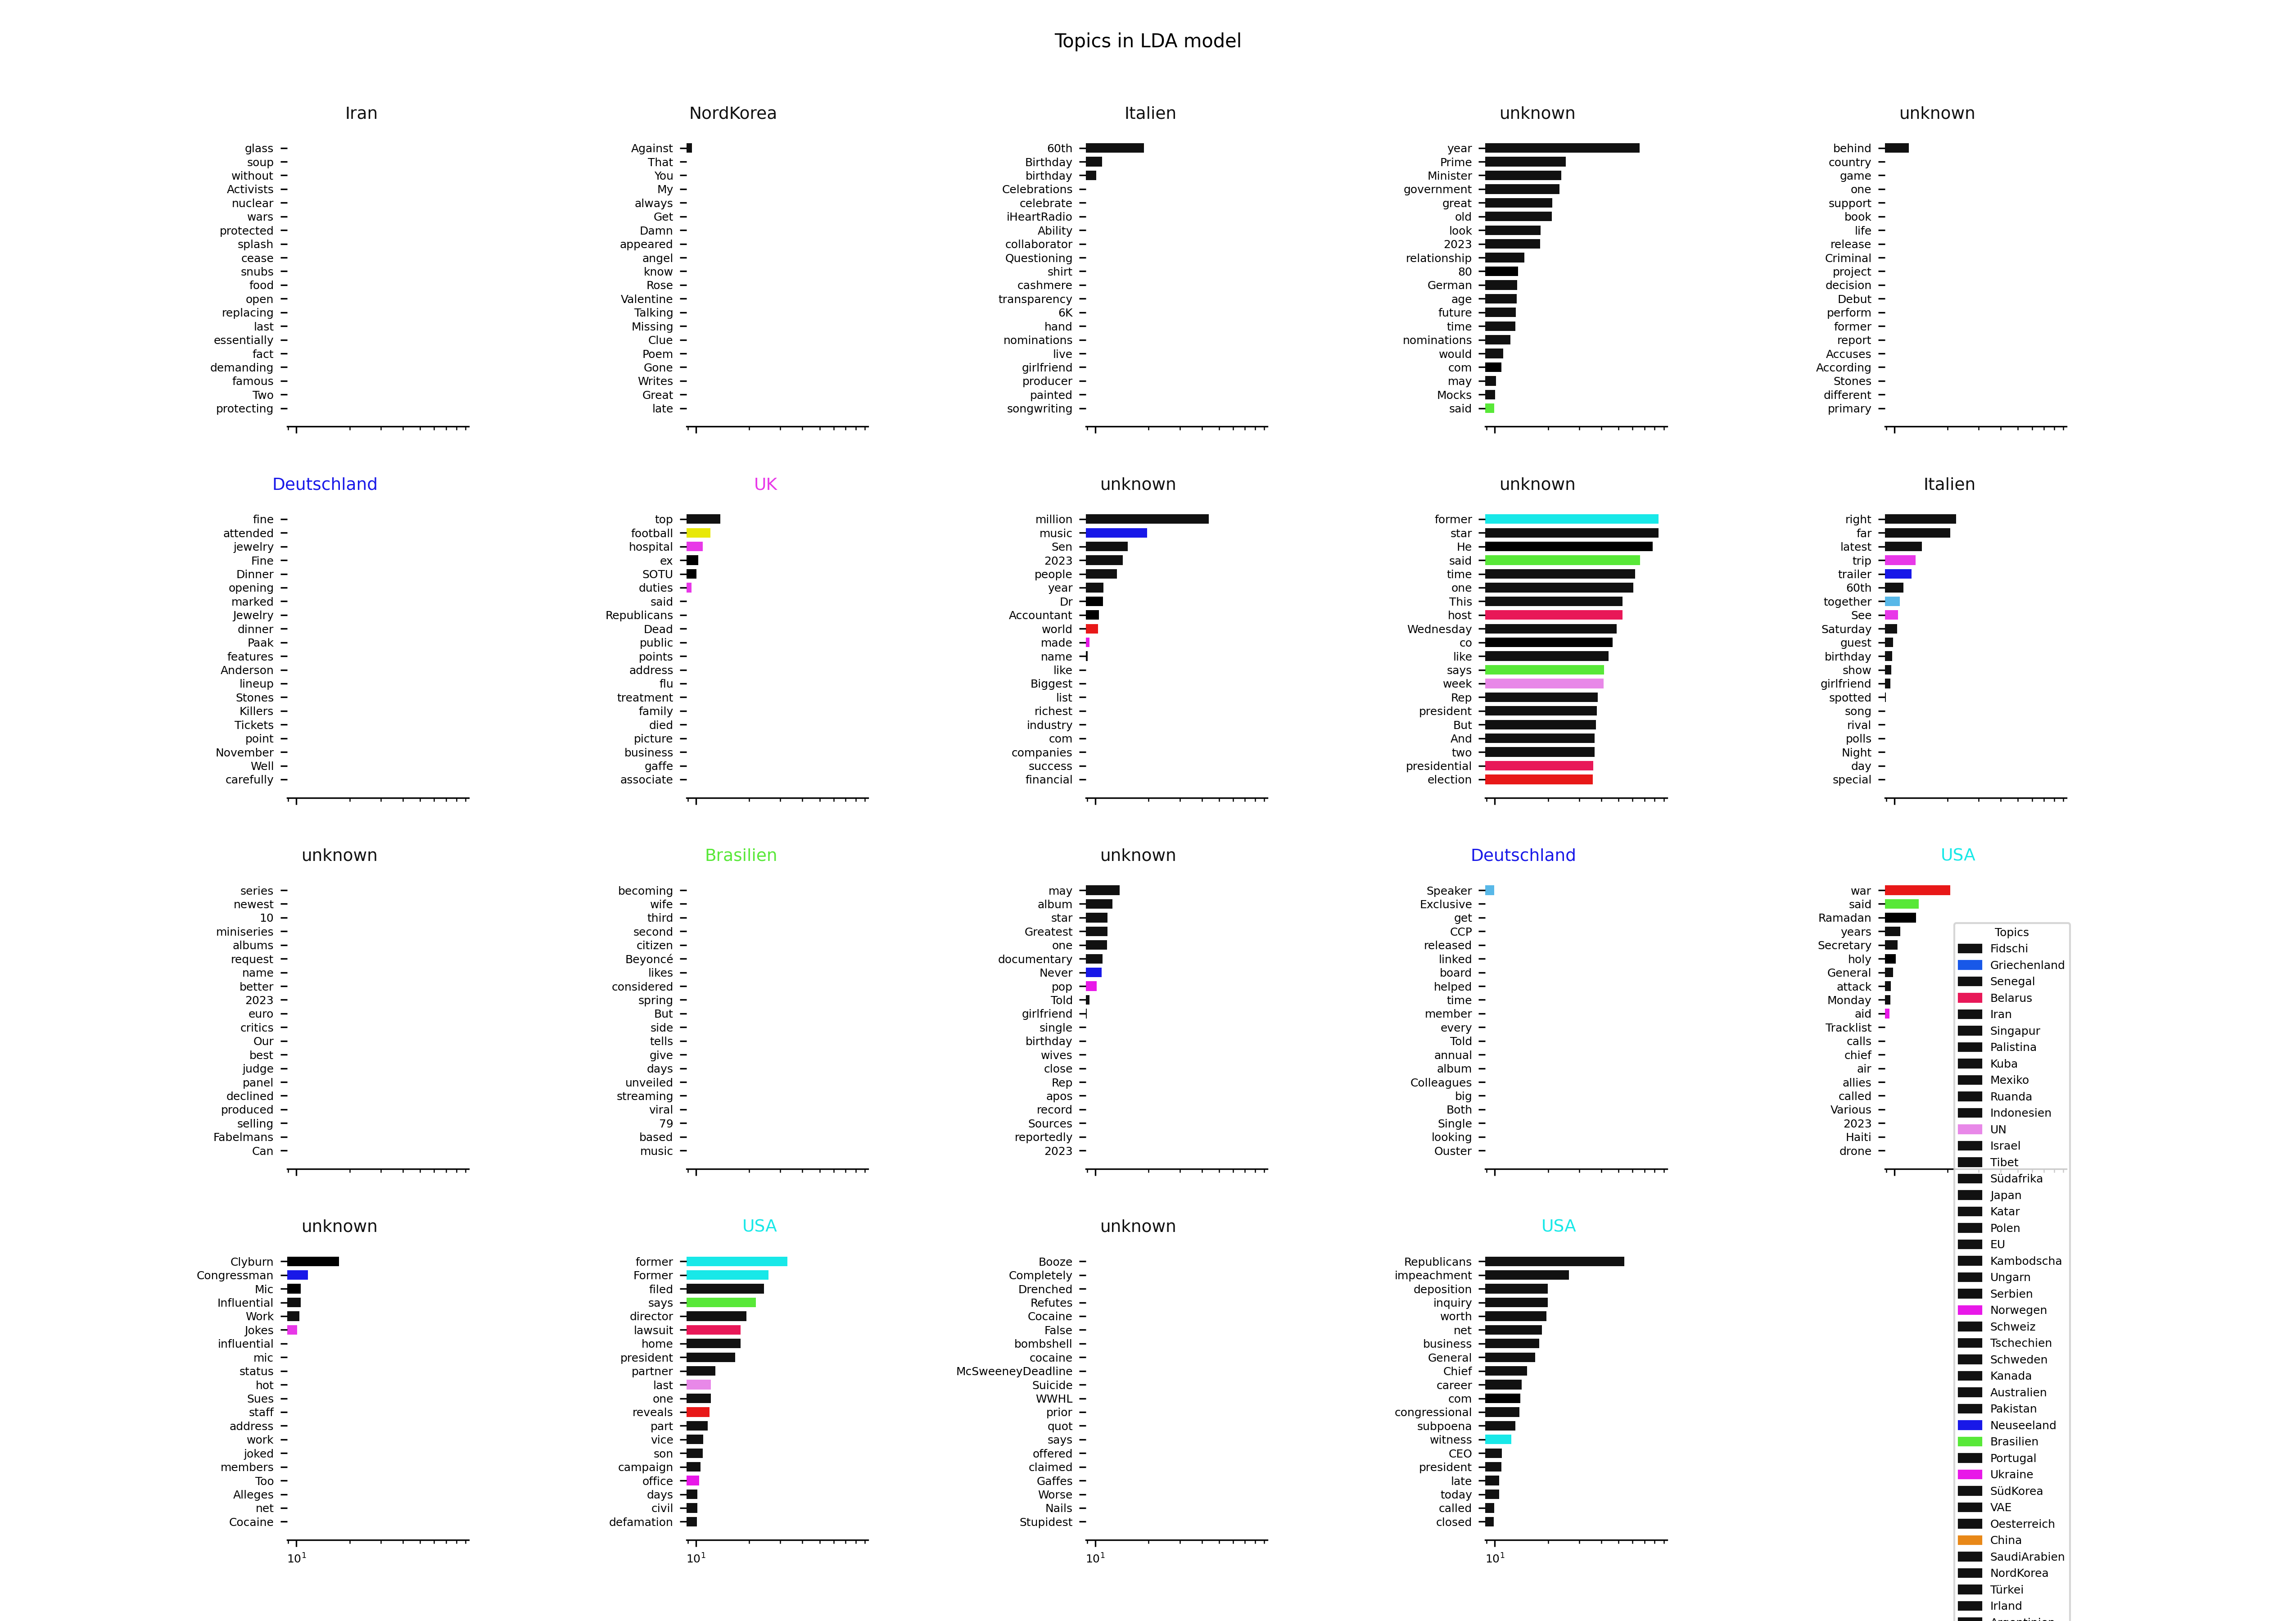 Topics in LDA model
Iran
glass
soup
without
Activists
nuclear
wars
protected
splash
cease
snubs
food
open
replacing
last
essentially
fact
demanding
famous
Two
protecting
NordKorea
Against
That
You
My
always
Get
Damn
appeared
angel
know
Rose
Valentine
Talking
Missing
Clue
Poem
Gone
Writes
Great
late
Italien
60th
Birthday
birthday
Celebrations
celebrate
iHeartRadio
Ability
collaborator
Questioning
shirt
cashmere
transparency
6K
hand
nominations
live
girlfriend
producer
painted
songwriting
unknown
year
Prime
Minister
government
great
old
look
2023
relationship
80
German
age
future
time
nominations
would
com
may
Mocks
said
unknown
behind
country
game
one
support
book
life
release
Criminal
project
decision
Debut
perform
former
report
Accuses
According
Stones
different
primary
Deutschland
fine
attended
jewelry
Fine
Dinner
opening
marked
Jewelry
dinner
Paak
features
Anderson
lineup
Stones
Killers
Tickets
point
November
Well
carefully
UK
top
football
hospital
ex
SOTU
duties
said
Republicans
Dead
public
points
address
flu
treatment
family
died
picture
business
gaffe
associate
unknown
million
music
Sen
2023
people
year
Dr
Accountant
world
made
name
like
Biggest
list
richest
industry
com
companies
success
financial
unknown
former
star
He
said
time
one
This
host
Wednesday
co
like
says
week
Rep
president
But
And
two
presidential
election
Italien
right
far
latest
trip
trailer
60th
together
See
Saturday
guest
birthday
show
girlfriend
spotted
song
rival
polls
Night
day
special
unknown
series
newest
10
miniseries
albums
request
name
better
2023
euro
critics
Our
best
judge
panel
declined
produced
selling
Fabelmans
Can
Brasilien
becoming
wife
third
second
citizen
Beyoncé
likes
considered
spring
But
side
tells
give
days
unveiled
streaming
viral
79
based
music
unknown
may
album
star
Greatest
one
documentary
Never
pop
Told
girlfriend
single
birthday
wives
close
Rep
apos
record
Sources
reportedly
2023
Deutschland
Speaker
Exclusive
get
CCP
released
linked
board
helped
time
member
every
Told
annual
album
Colleagues
big
Both
Single
looking
Ouster
USA
war
said
Ramadan
years
Secretary
holy
General
attack
Monday
aid
Tracklist
calls
chief
air
allies
called
Various
2023
Haiti
drone
unknown
Clyburn
Congressman
Mic
Influential
Work
Jokes
influential
mic
status
hot
Sues
staff
address
work
joked
members
Too
Alleges
net
Cocaine
10¹
USA
former
Former
filed
says
director
lawsuit
home
president
partner
last
one
reveals
part
vice
son
campaign
office
days
civil
defamation
10¹
unknown
Booze
Completely
Drenched
Refutes
Cocaine
False
bombshell
cocaine
McSweeneyDeadline
Suicide
WWHL
prior
quot
says
offered
claimed
Gaffes
Worse
Nails
Stupidest
10¹
USA
Republicans
impeachment
deposition
inquiry
worth
net
business
General
Chief
career
com
congressional
subpoena
witness
CEO
president
late
today
called
closed
10¹
Topics
Fidschi
Griechenland
Senegal
Belarus
Iran
Singapur
Palistina
Kuba
Mexiko
Ruanda
Indonesien
UN
Israel
Tibet
Südafrika
Japan
Katar
Polen
EU
Kambodscha
Ungarn
Serbien
Norwegen
Schweiz
Tschechien
Schweden
Kanada
Australien
Pakistan
Neuseeland
Brasilien
Portugal
Ukraine
SüdKorea
VAE
Oesterreich
China
SaudiArabien
NordKorea
Türkei
Irland